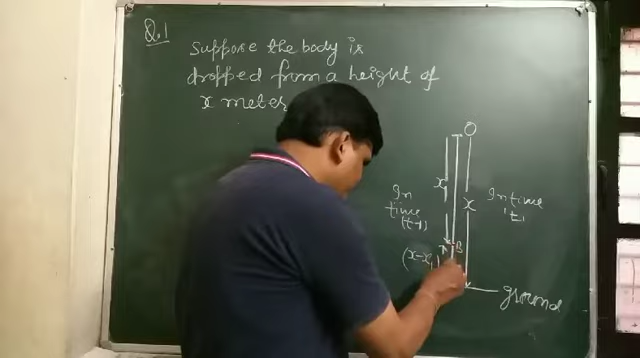 Q.1
Suppose the body is
dropped from a height of
x meter
In
time
(t-1)
x
In time
't'
(x-x₁)
B
ground